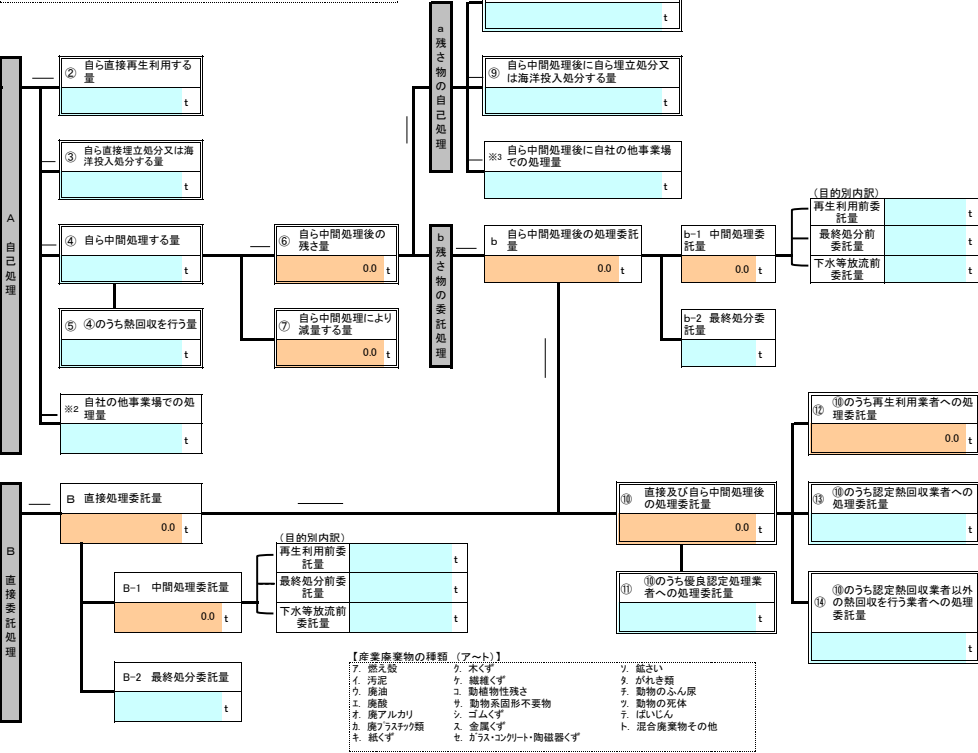 t
a 残さ物の自己処理
② 自ら直接再生利用する
量
t
⑨ 自ら中間処理後に自ら埋立処分又
は海洋投入処分する量
t
③ 自ら直接埋立処分又は海
洋投入処分する量
t
※3 自ら中間処理後に自社の他事業場
での処理量
t
A 自己処理
④ 自ら中間処理する量
t
⑥ 自ら中間処理後の
残さ量
0.0 t
b 残さ物の委託処理
b 自ら中間処理後の処理委託
量
0.0 t
b-1 中間処理委
託量
0.0 t
(目的別内訳)
再生利用前委
託量
t
最終処分前
委託量
t
下水等放流前
委託量
t
⑤ ④のうち熱回収を行う量
t
⑦ 自ら中間処理により
減量する量
0.0 t
b-2 最終処分委
託量
t
※2 自社の他事業場での処
理量
t
⑫ ⑩のうち再生利用業者への処
理委託量
0.0 t
B 直接委託処理
B 直接処理委託量
0.0 t
⑩ 直接及び自ら中間処理後
の処理委託量
0.0 t
⑬ ⑩のうち認定熱回収業者への
処理委託量
t
B-1 中間処理委託量
0.0 t
(目的別内訳)
再生利用前委
託量
t
最終処分前委
託量
t
下水等放流前
委託量
t
⑪ ⑩のうち優良認定処理業
者への処理委託量
t
⑭ ⑩のうち認定熱回収業者以外
の熱回収を行う業者への処理
委託量
t
B-2 最終処分委託量
t
【産業廃棄物の種類 (ア～ト)】
ア. 燃え殻
イ. 汚泥
ウ. 廃油
エ. 廃酸
オ. 廃アルカリ
カ. 廃プラスチック類
キ. 紙くず
ク. 木くず
ケ. 繊維くず
コ. 動植物性残さ
サ. 動物系固形不要物
シ. ゴムくず
ス. 金属くず
セ. ガラス・コンクリート・陶磁器くず
ソ. 鉱さい
タ. がれき類
チ. 動物のふん尿
ツ. 動物の死体
テ. ばいじん
ト. 混合廃棄物その他